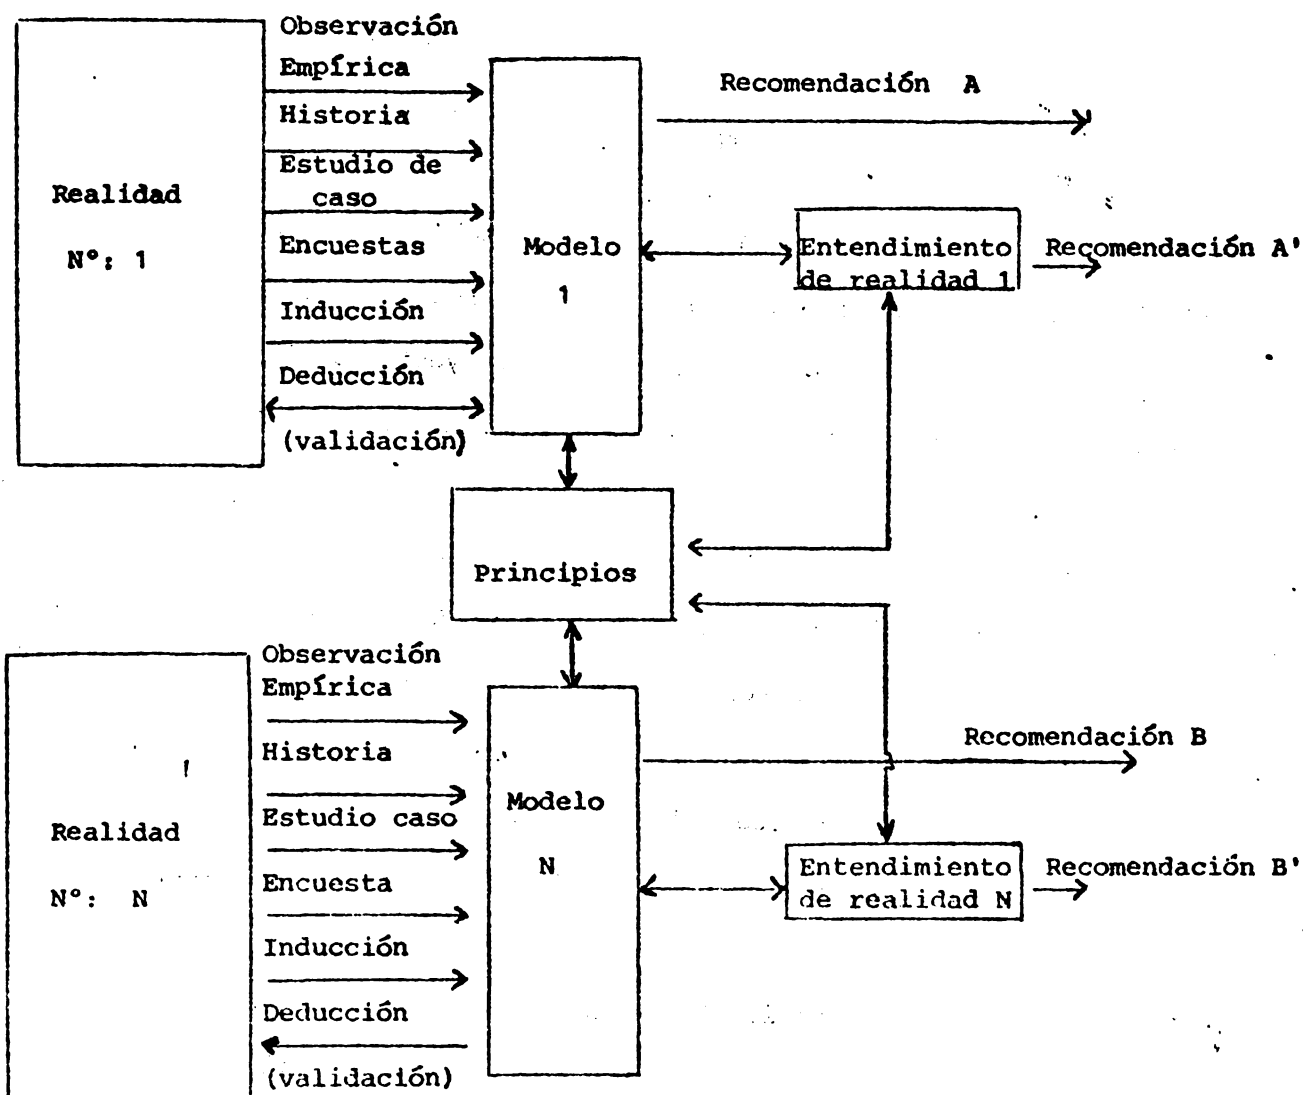 Observación
Empírica
Historia
Estudio de
caso
Encuestas
Inducción
Deducción
(validación)
Realidad
N°: 1
Modelo
1
Recomendación A
Entendimiento
de realidad 1
Recomendación A'
Principios
Observación
Empírica
Historia
Estudio caso
Encuesta
Inducción
Deducción
(validación)
Realidad
N°: N
Modelo
N
Recomendación B
Entendimiento
de realidad N
Recomendación B'